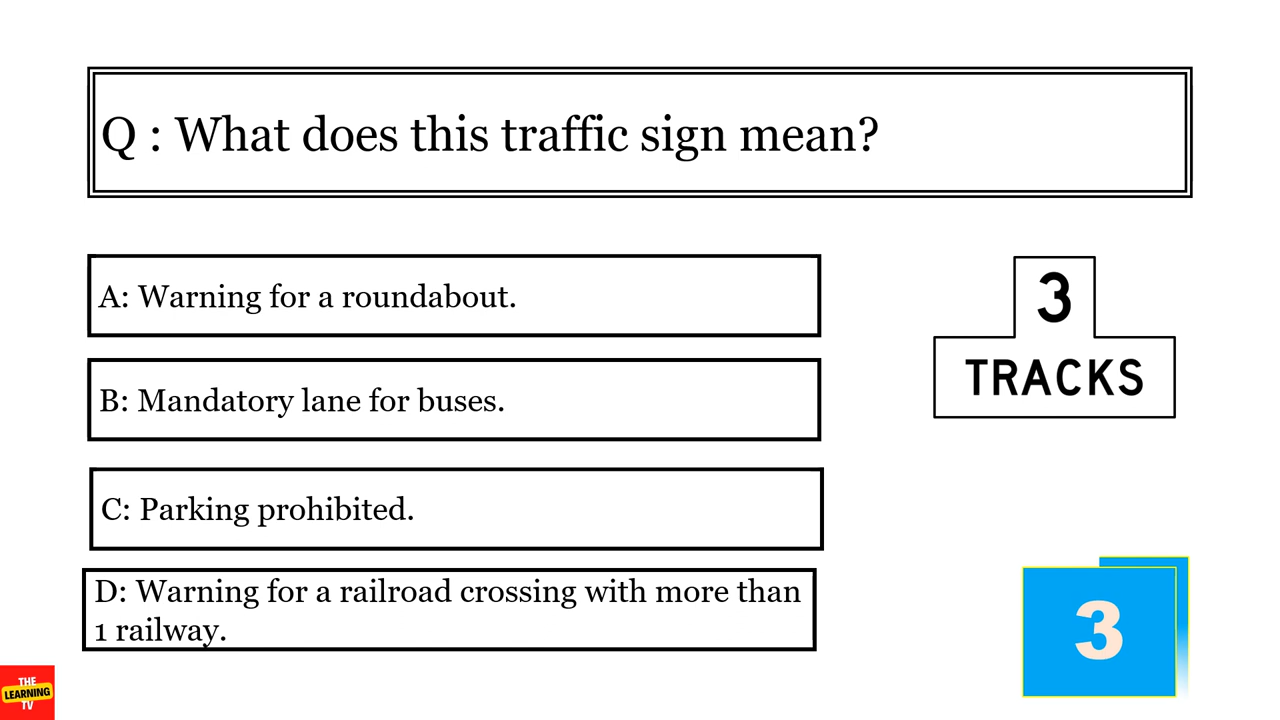 Q : What does this traffic sign mean?
A: Warning for a roundabout.
B: Mandatory lane for buses.
C: Parking prohibited.
D: Warning for a railroad crossing with more than
1 railway.
3
TRACKS
3
THE
LEARNING
TV